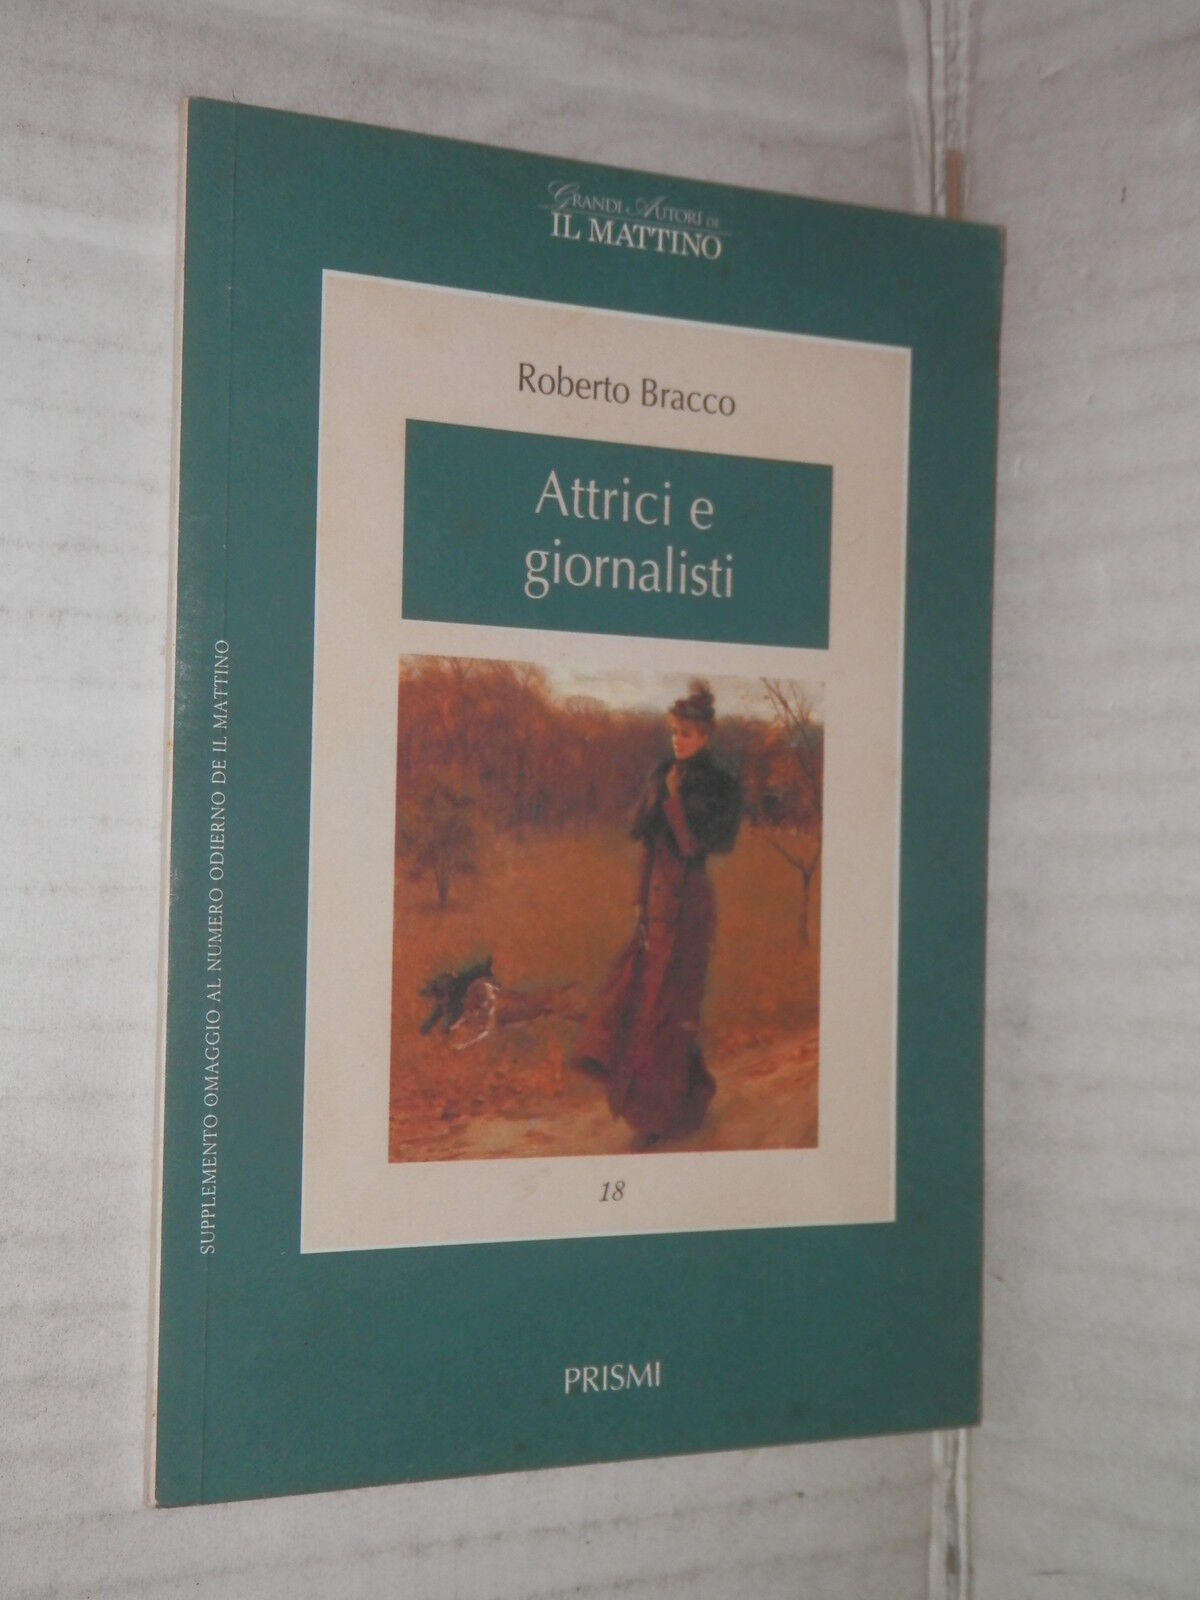 GRANDI AUTORI DE
IL MATTINO
Roberto Bracco
Attrici e
giornalisti
18
PRISMI
SUPPLEMENTO OMAGGIO AL NUMERO ODIERNO DE IL MATTINO